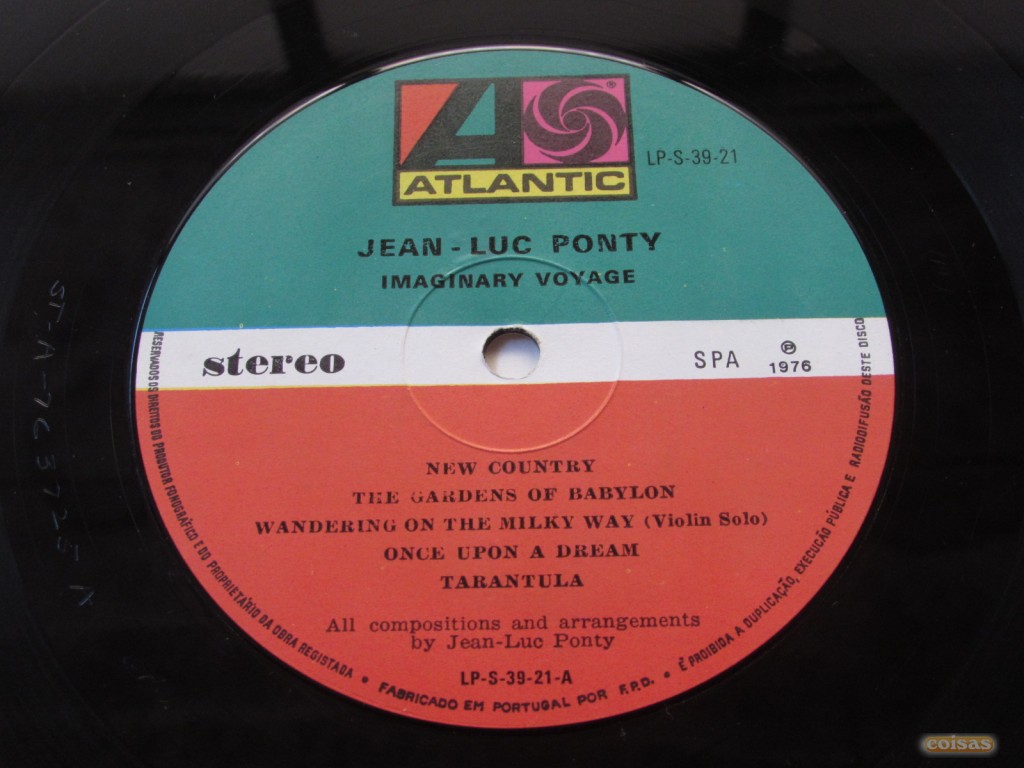 ATLANTIC
®
LP-S-39-21
JEAN-LUC PONTY
IMAGINARY VOYAGE
stereo
SPA
℗
1976
NEW COUNTRY
THE GARDENS OF BABYLON
WANDERING ON THE MILKY WAY (Violin Solo)
ONCE UPON A DREAM
TARANTULA
All compositions and arrangements
by Jean-Luc Ponty
LP-S-39-21-A
RESERVADOS OS DIREITOS DO PRODUTOR FONOGRÁFICO E DO PROPRIETÁRIO DA OBRA REGISTADA • FABRICADO EM PORTUGAL POR F.P.D. • É PROIBIDA A DUPLICAÇÃO, EXECUÇÃO PÚBLICA E RADIODIFUSÃO DESTE DISCO
coisas